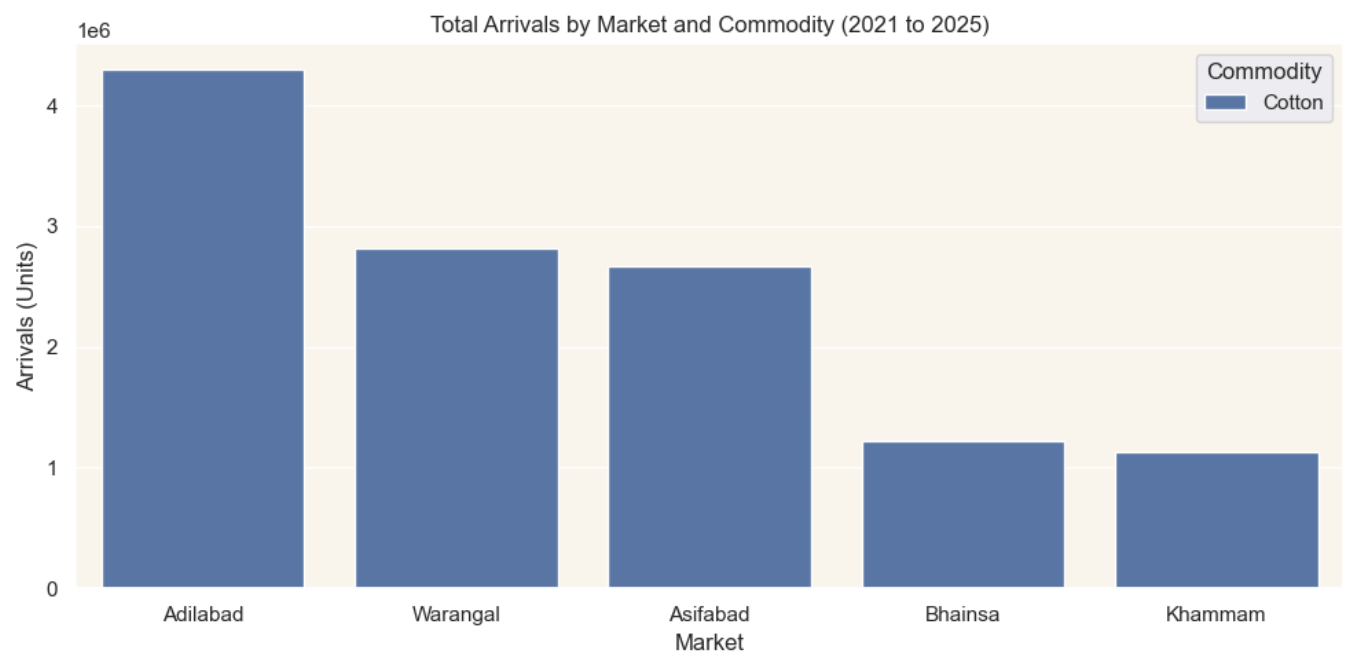 Total Arrivals by Market and Commodity (2021 to 2025)
1e6
Commodity
Cotton
4
3
2
1
0
Arrivals (Units)
Adilabad
Warangal
Asifabad
Bhainsa
Khammam
Market